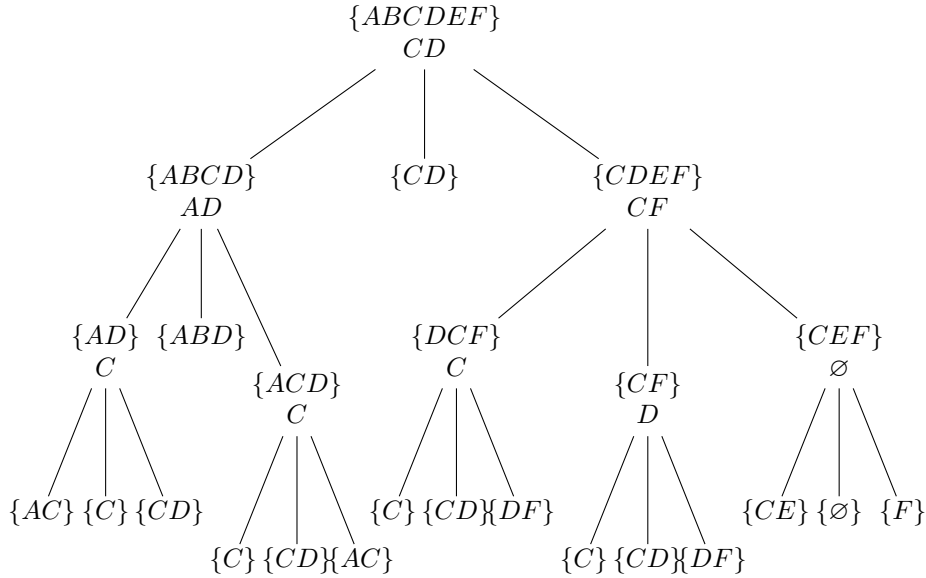 {ABCDEF}
CD
{ABCD} {CD} {CDEF}
AD CF
{AD} {ABD} {DCF} {CEF}
C C ∅
{ACD} {CF}
C D
{AC} {C} {CD} {C} {CD} {DF} {CE} {∅} {F}
{C} {CD} {AC} {C} {CD} {DF}